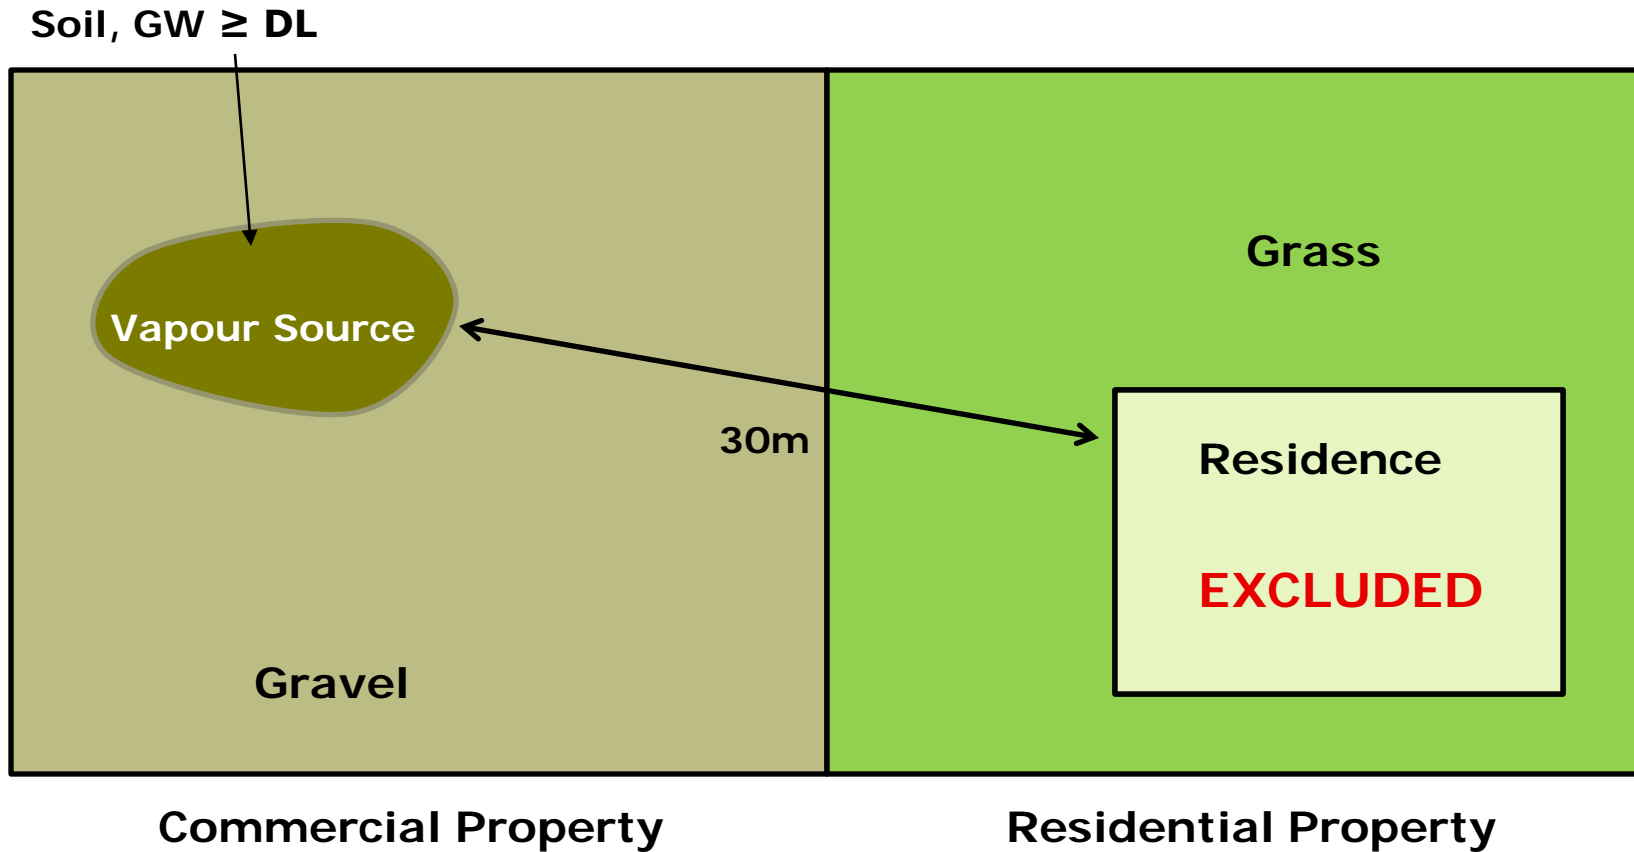 Soil, GW ≥ DL
Grass
Vapour Source
30m
Residence
EXCLUDED
Gravel
Commercial Property
Residential Property